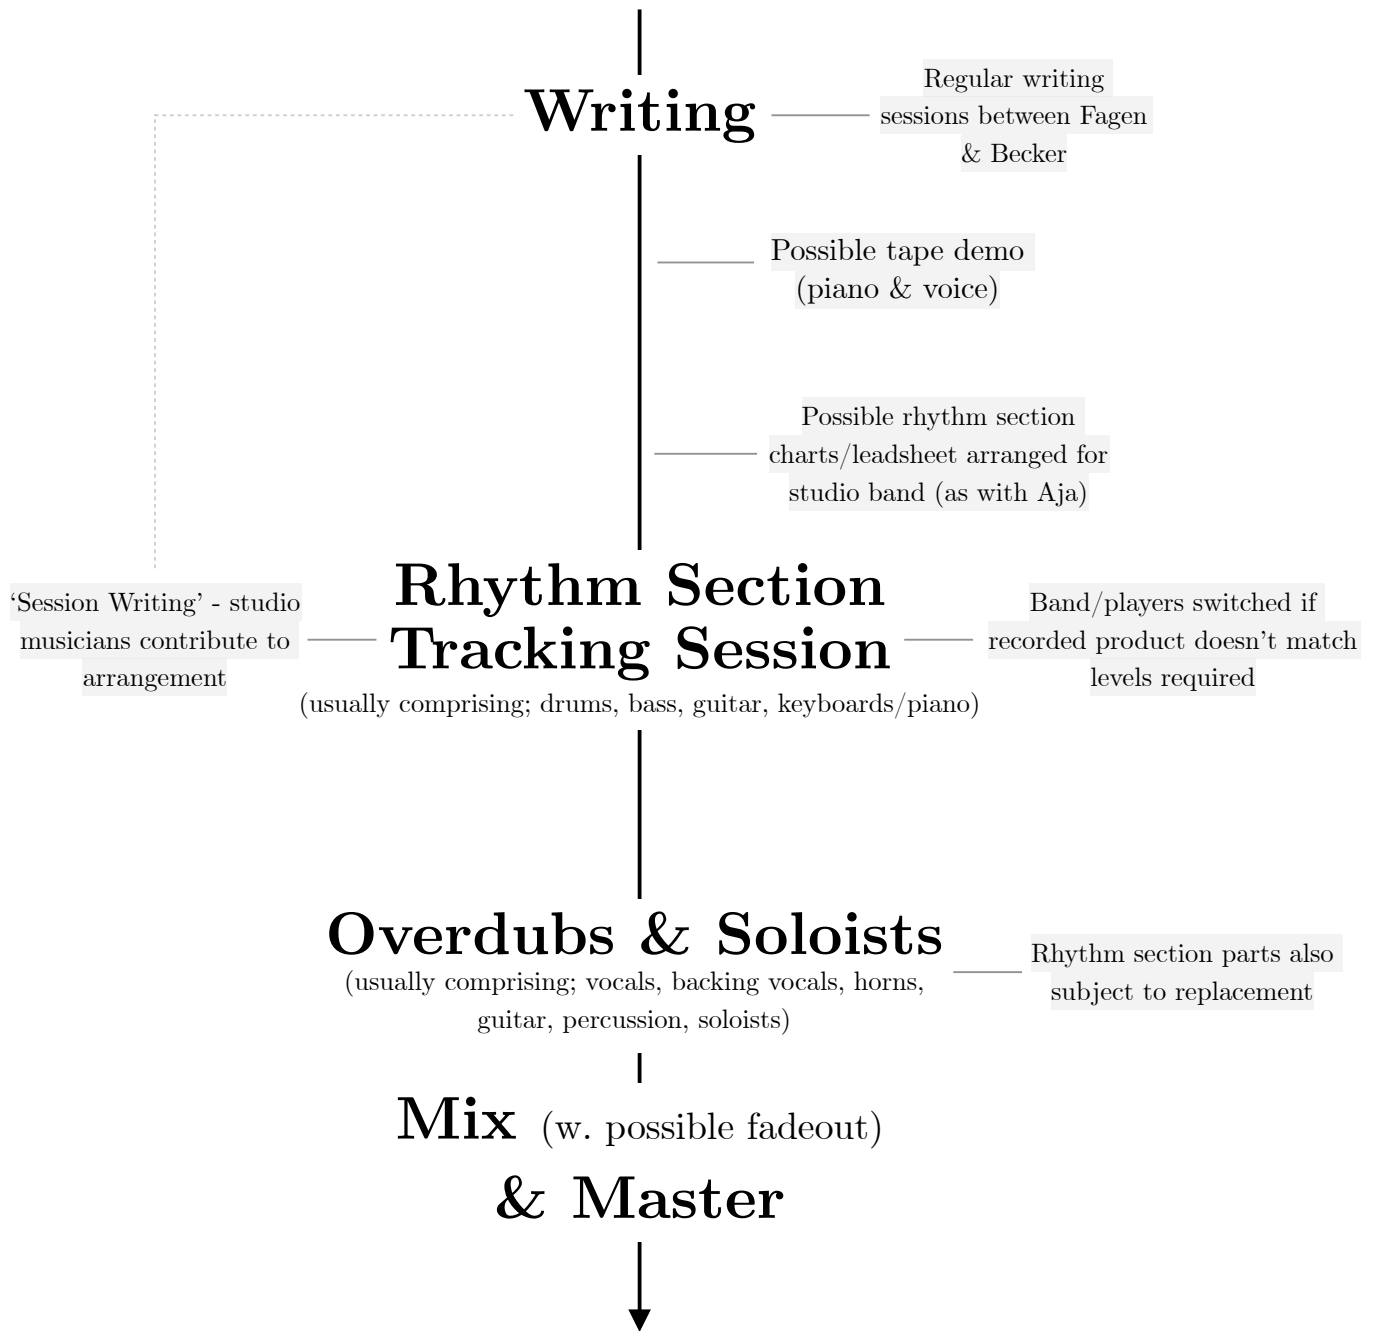 Writing
Regular writing
sessions between Fagen
& Becker
Possible tape demo
(piano & voice)
Possible rhythm section
charts/leadsheet arranged for
studio band (as with Aja)
‘Session Writing’ - studio
musicians contribute to
arrangement
Rhythm Section
Tracking Session
(usually comprising; drums, bass, guitar, keyboards/piano)
Band/players switched if
recorded product doesn’t match
levels required
Overdubs & Soloists
(usually comprising; vocals, backing vocals, horns,
guitar, percussion, soloists)
Rhythm section parts also
subject to replacement
Mix (w. possible fadeout)
& Master